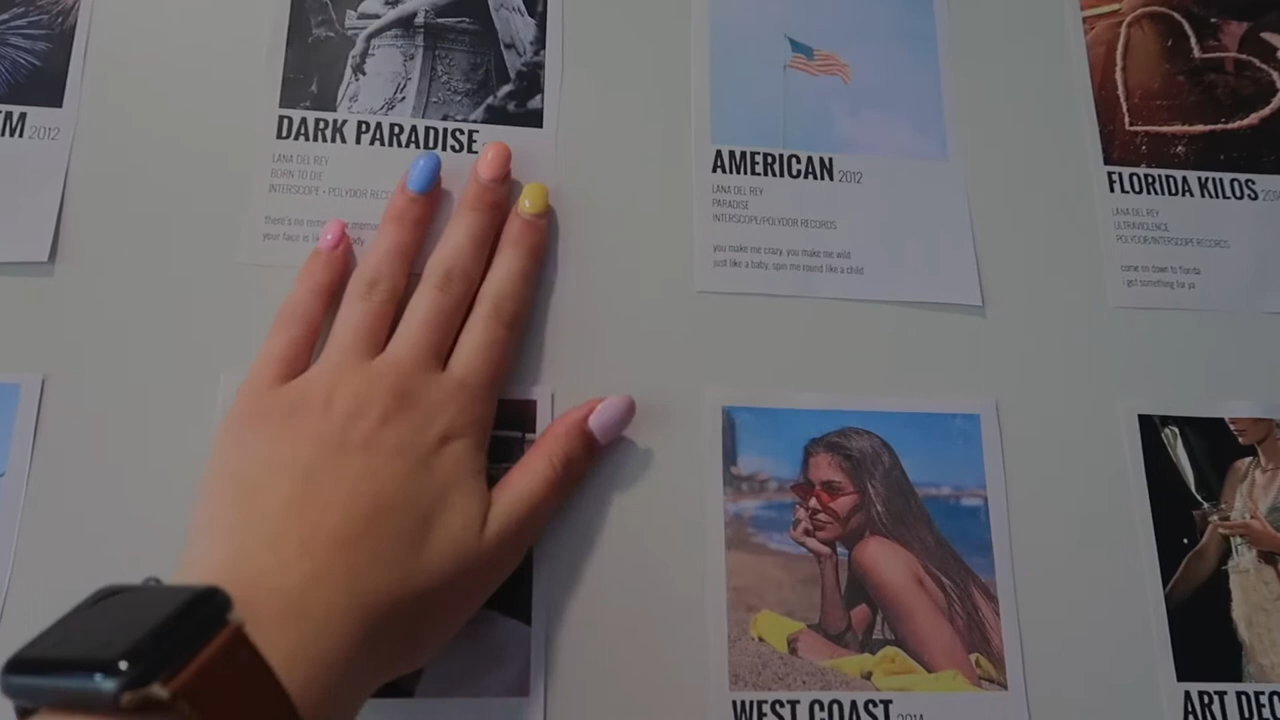 2012
DARK PARADISE
LANA DEL REY
BORN TO DIE
INTERSCOPE • POLYDOR
there's no
your face is
AMERICAN 2012
LANA DEL REY
PARADISE
INTERSCOPE/POLYDOR RECORDS
you make me crazy, you make me wild
just like a baby, spin me round like a child
FLORIDA KILOS
LANA DEL REY
ULTRAVIOLENCE
POLYDOR/INTERSCOPE RECORDS
come on down to florida
i got something for ya
WEST COAST 2014
ART DEC